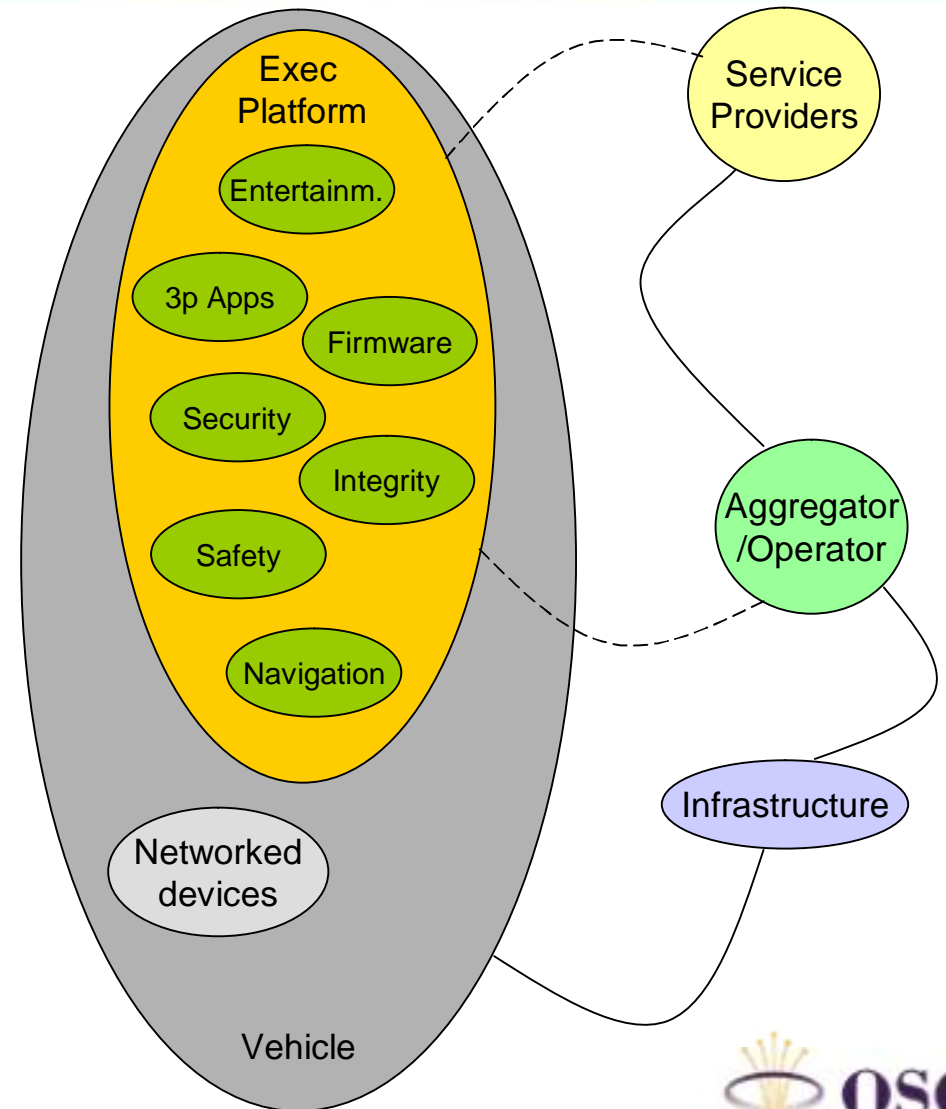 Exec
Platform
Service
Providers
Entertainm.
3p Apps
Firmware
Security
Integrity
Aggregator
/Operator
Safety
Navigation
Infrastructure
Networked
devices
Vehicle